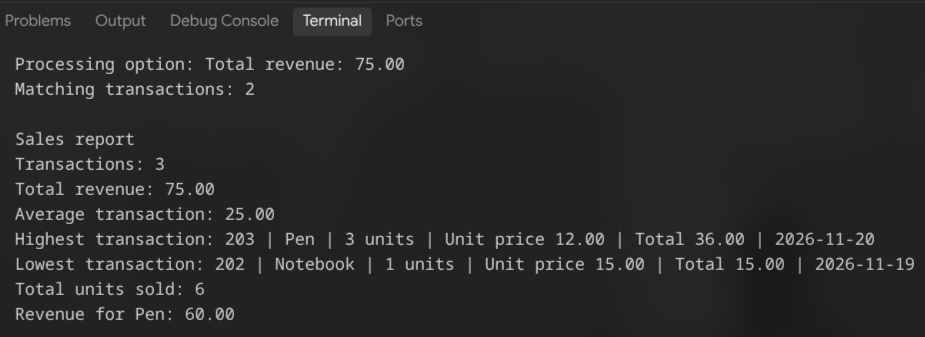 Problems Output Debug Console Terminal Ports
Processing option: Total revenue: 75.00
Matching transactions: 2
Sales report
Transactions: 3
Total revenue: 75.00
Average transaction: 25.00
Highest transaction: 203 | Pen | 3 units | Unit price 12.00 | Total 36.00 | 2026-11-20
Lowest transaction: 202 | Notebook | 1 units | Unit price 15.00 | Total 15.00 | 2026-11-19
Total units sold: 6
Revenue for Pen: 60.00